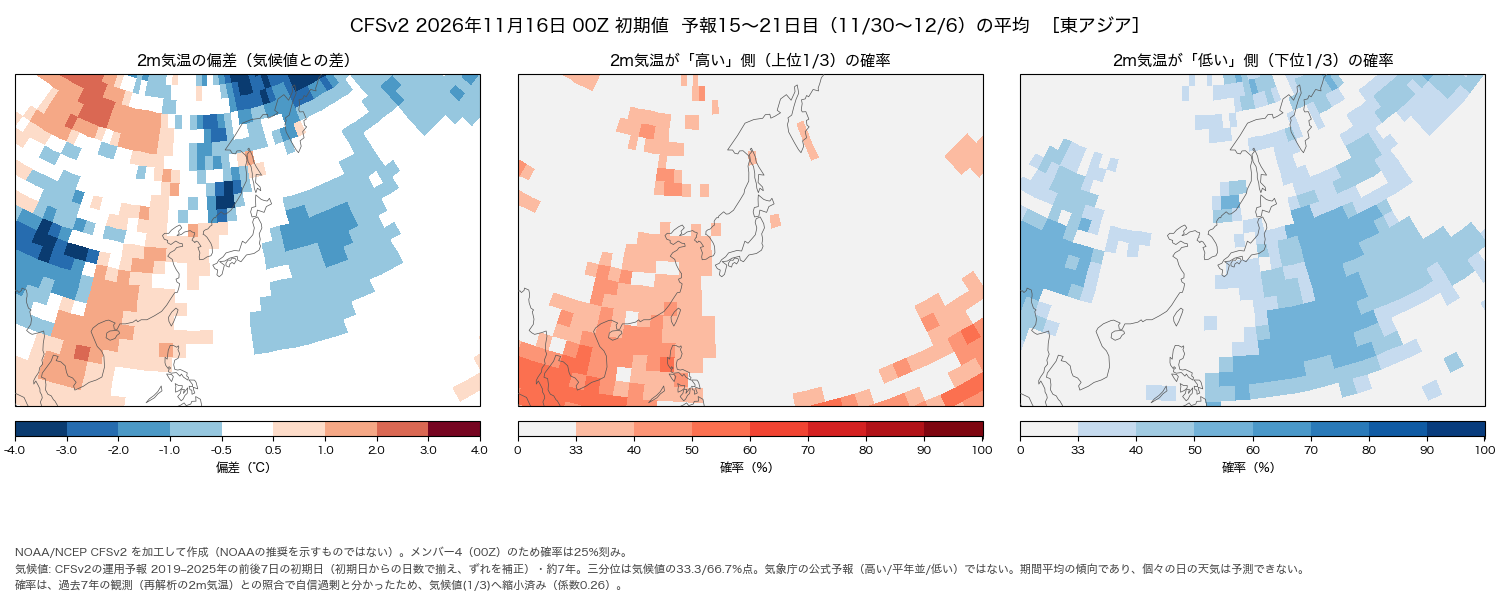 CFSv2 2026年11月16日 00Z 初期値 予報15〜21日目（11/30〜12/6）の平均 ［東アジア］
2m気温の偏差（気候値との差）
2m気温が「高い」側（上位1/3）の確率
2m気温が「低い」側（下位1/3）の確率
-4.0 -3.0 -2.0 -1.0 -0.5 0.5 1.0 2.0 3.0 4.0
偏差（℃）
0 33 40 50 60 70 80 90 100
確率（%）
0 33 40 50 60 70 80 90 100
確率（%）
NOAA/NCEP CFSv2 を加工して作成（NOAAの推奨を示すものではない）。メンバー4（00Z）のため確率は25%刻み。
気候値: CFSv2の運用予報 2019–2025年の前後7日の初期日（初期日からの日数で揃え、ずれを補正）・約7年。三分位は気候値の33.3/66.7%点。気象庁の公式予報（高い/平年並/低い）ではない。期間平均の傾向であり、個々の日の天気は予測できない。
確率は、過去7年の観測（再解析の2m気温）との照合で自信過剰と分かったため、気候値(1/3)へ縮小済み（係数0.26）。